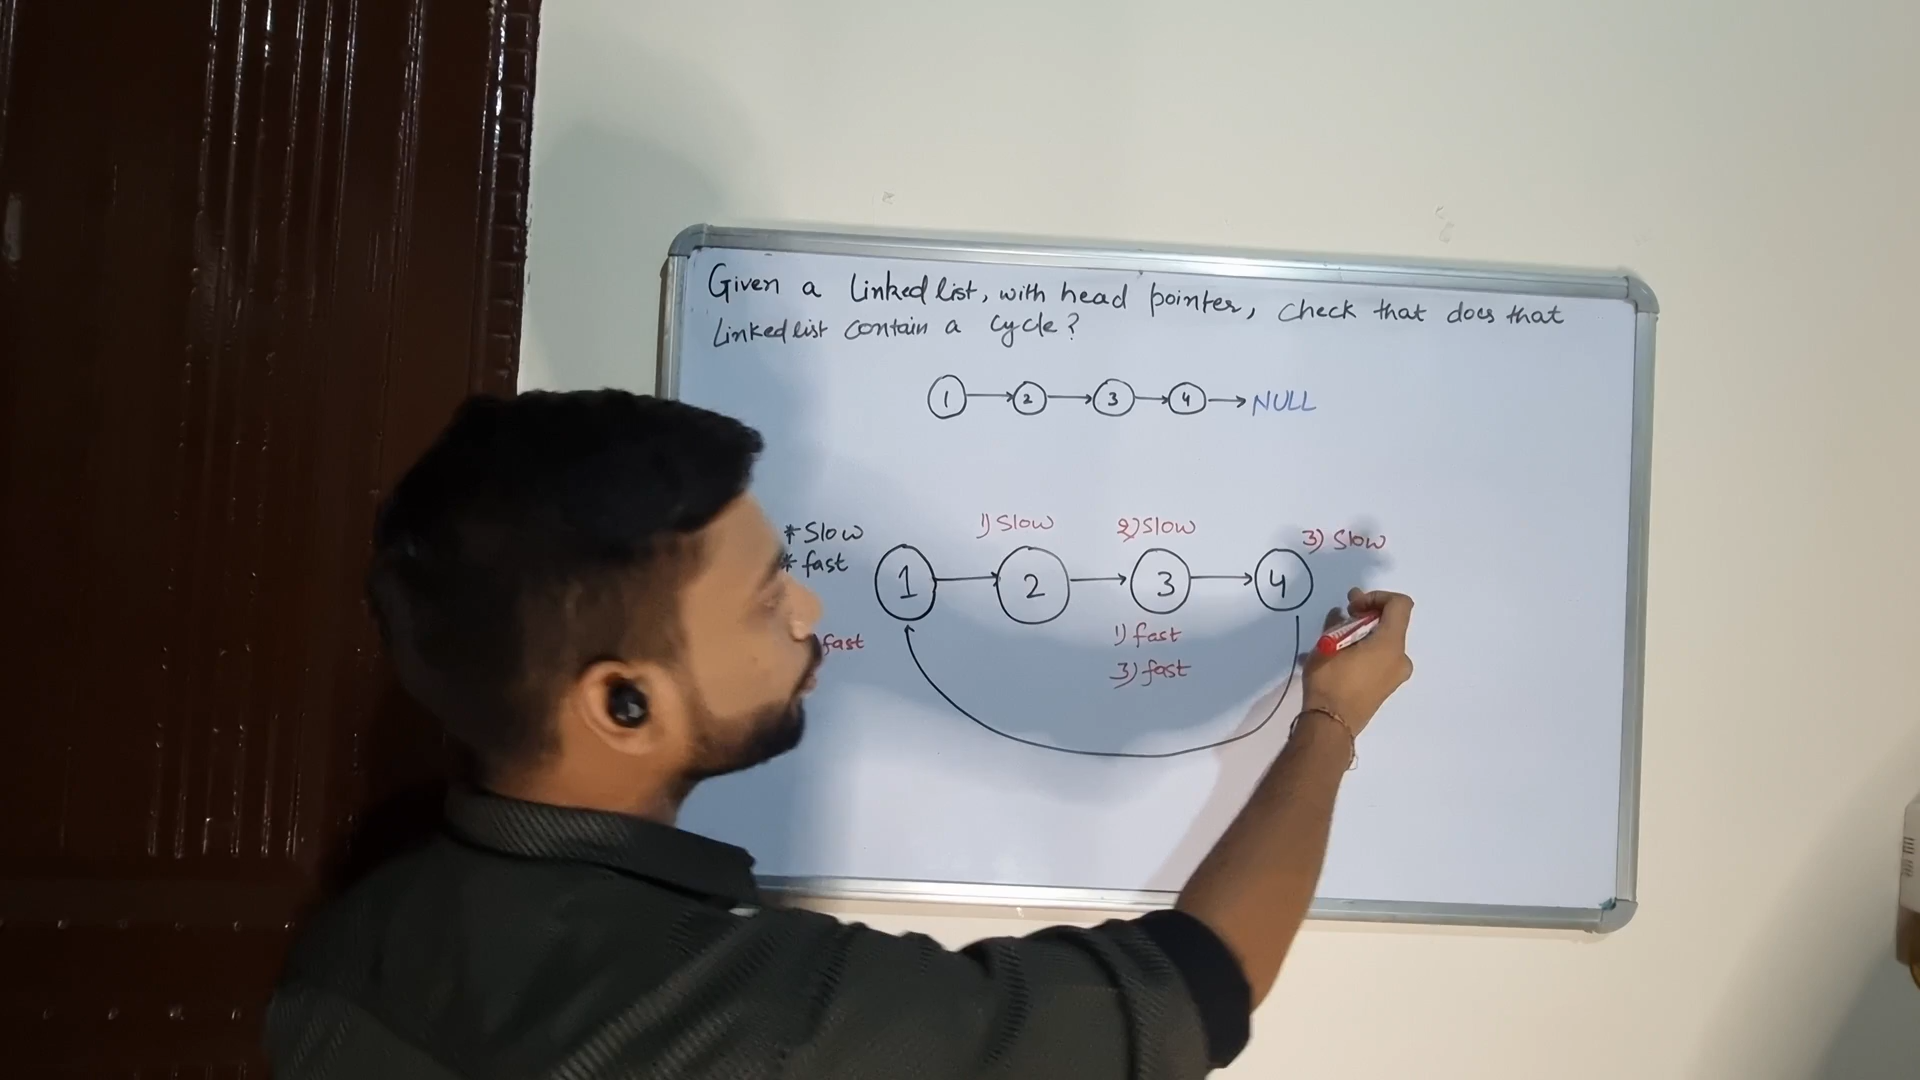 Given a Linked list, with head pointer, check that does that
Linked list contain a cycle?
1 → 2 → 3 → 4 → NULL
* Slow 1) Slow 2) Slow 3) Slow
* fast
1 → 2 → 3 → 4
fast 1) fast
3) fast